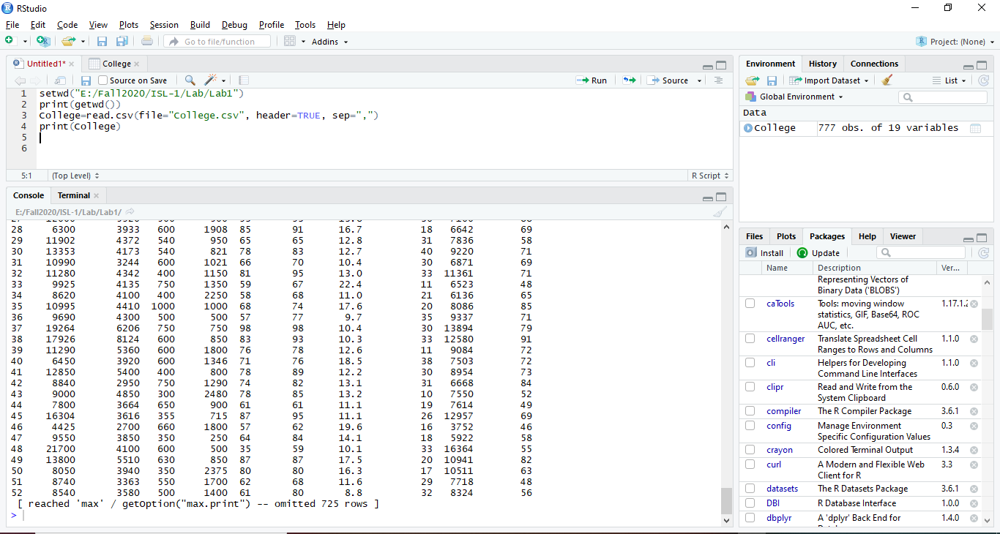 RStudio
File Edit Code View Plots Session Build Debug Profile Tools Help
Go to file/function Addins Project: (None)
Untitled1* College
Source on Save Run Source
1 setwd("E:/Fall2020/ISL-1/Lab/Lab1")
2 print(getwd())
3 College=read.csv(file="College.csv", header=TRUE, sep=",")
4 print(College)
5
6
5:1 (Top Level) R Script
Console Terminal
E:/Fall2020/ISL-1/Lab/Lab1/
28 6300 3933 600 1908 85 91 16.7 18 6642 69
29 11902 4372 540 950 65 65 12.8 31 7836 58
30 13353 4173 540 821 78 83 12.7 40 9220 71
31 10990 3244 600 1021 66 70 10.4 30 6871 69
32 11280 4342 400 1150 81 95 13.0 33 11361 71
33 9925 4135 750 1350 59 67 22.4 11 6523 48
34 8620 4100 400 2250 58 68 11.0 21 6136 65
35 10995 4410 1000 1000 68 74 17.6 20 8086 85
36 9690 4300 500 500 57 77 9.7 35 9337 71
37 19264 6206 750 750 98 98 10.4 30 13894 79
38 17926 8124 600 850 83 93 10.3 33 12580 91
39 11290 5360 600 1800 76 78 12.6 11 9084 72
40 6450 3920 600 1346 71 76 18.5 38 7503 72
41 12850 5400 400 800 78 89 12.2 30 8954 73
42 8840 2950 750 1290 74 82 13.1 31 6668 84
43 9000 4850 300 2480 78 85 13.2 10 7550 52
44 7800 3664 650 900 61 61 11.1 19 7614 49
45 16304 3616 355 715 87 95 11.1 26 12957 69
46 4425 2700 660 1800 57 62 19.6 16 3752 46
47 9550 3850 350 250 64 84 14.1 18 5922 58
48 21700 4100 600 500 35 59 10.1 33 16364 55
49 13800 5510 630 850 87 87 17.5 20 10941 82
50 8050 3940 350 2375 80 80 16.3 17 10511 63
51 8740 3363 550 1700 62 68 11.6 29 7718 48
52 8540 3580 500 1400 61 80 8.8 32 8324 56
[ reached 'max' / getOption("max.print") -- omitted 725 rows ]
>
Environment History Connections
Import Dataset List
Global Environment
Data
College 777 obs. of 19 variables
Files Plots Packages Help Viewer
Install Update
Name Description Ver...
Representing Vectors of
Binary Data ('BLOBS')
caTools Tools: moving window 1.17.1.2
statistics, GIF, Base64, ROC
AUC, etc.
cellranger Translate Spreadsheet Cell 1.1.0
Ranges to Rows and Columns
cli Helpers for Developing 1.1.0
Command Line Interfaces
clipr Read and Write from the 0.6.0
System Clipboard
compiler The R Compiler Package 3.6.1
config Manage Environment 0.3
Specific Configuration Values
crayon Colored Terminal Output 1.3.4
curl A Modern and Flexible Web 3.3
Client for R
datasets The R Datasets Package 3.6.1
DBI R Database Interface 1.0.0
dbplyr A 'dplyr' Back End for 1.4.0